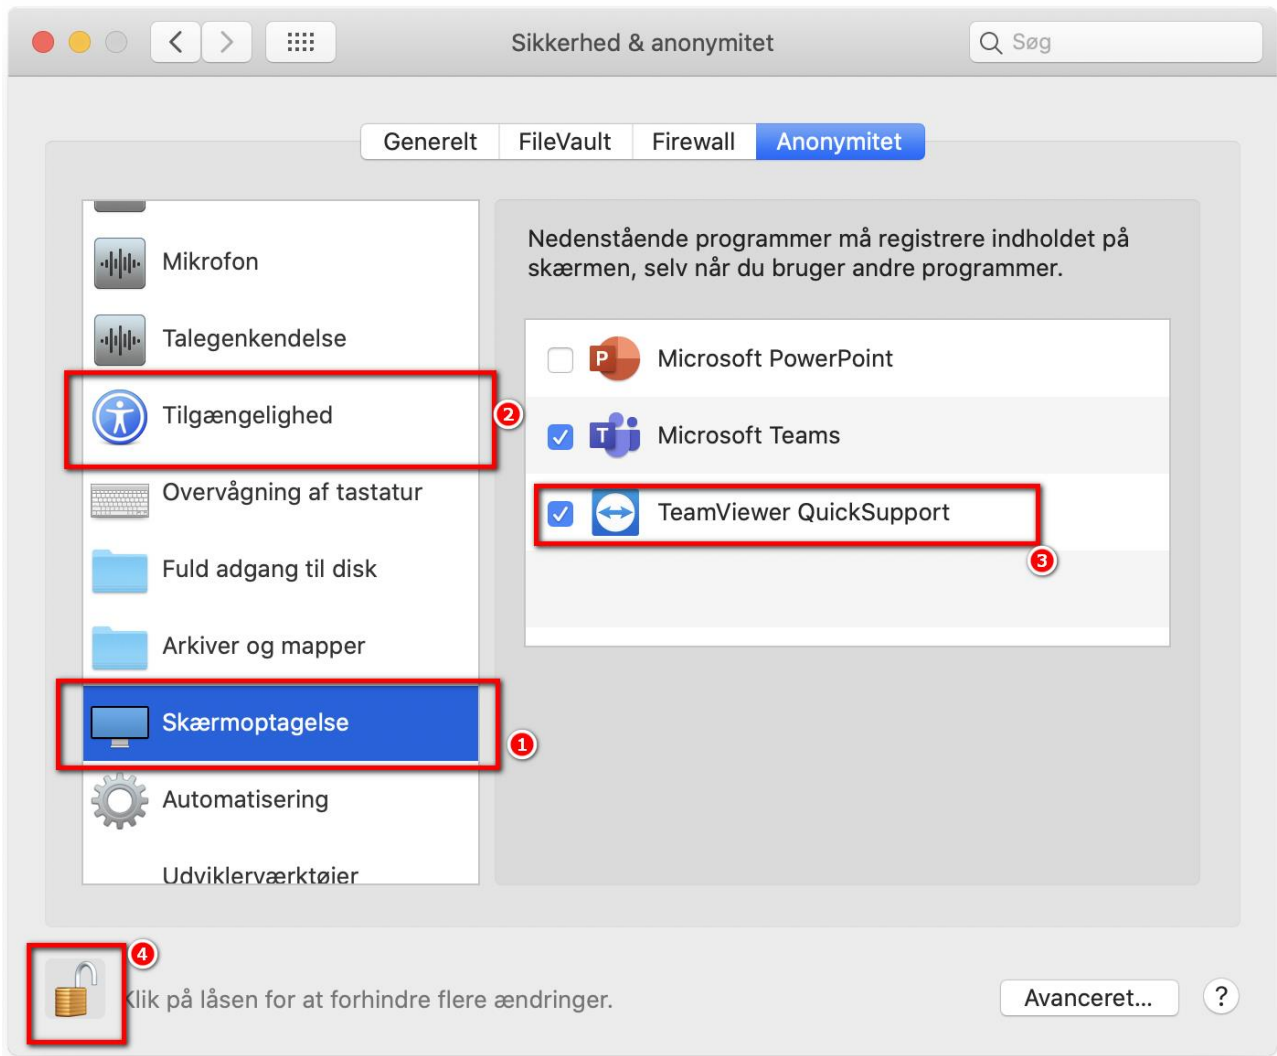 Sikkerhed & anonymitet
Søg
Generelt
FileVault
Firewall
Anonymitet
Mikrofon
Talegenkendelse
Tilgængelighed
2
Overvågning af tastatur
Fuld adgang til disk
Arkiver og mapper
Skærmoptagelse
1
Automatisering
Udviklerværktøjer
Nedenstående programmer må registrere indholdet på
skærmen, selv når du bruger andre programmer.
P Microsoft PowerPoint
T Microsoft Teams
TeamViewer QuickSupport
3
4
Klik på låsen for at forhindre flere ændringer.
Avanceret...
?